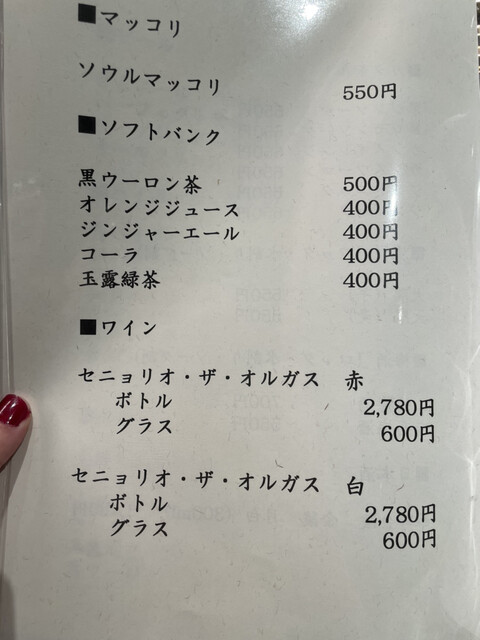 ■マッコリ
ソウルマッコリ 550円
■ソフトバンク
黒ウーロン茶 500円
オレンジジュース 400円
ジンジャーエール 400円
コーラ 400円
玉露緑茶 400円
■ワイン
セニョリオ・ザ・オルガス 赤
ボトル 2,780円
グラス 600円
セニョリオ・ザ・オルガス 白
ボトル 2,780円
グラス 600円